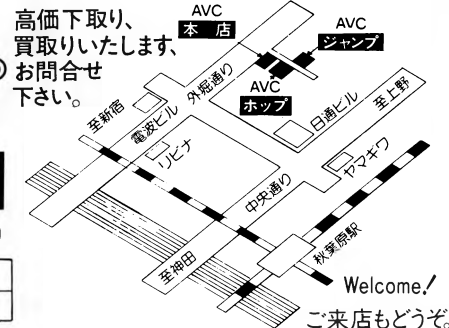 高価下取り、
買取りいたします、
お問合せ
下さい。
AVC
本店
AVC
ジャンプ
AVC
ホップ
外堀通り
至新宿
電波ビル
リビナ
日通ビル
至上野
ヤマギワ
中央通り
至神田
秋葉原駅
Welcome!
ご来店もどうぞ。